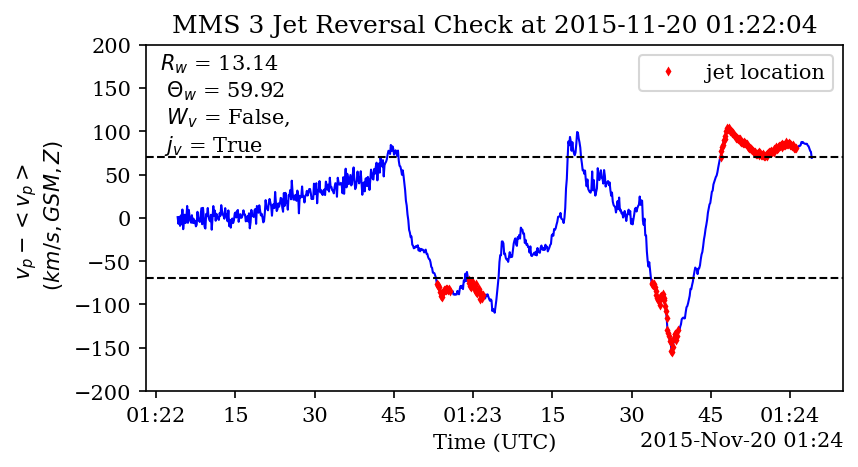 MMS 3 Jet Reversal Check at 2015-11-20 01:22:04
R_w = 13.14
Θ_w = 59.92
W_v = False,
j_v = True
jet location
200
150
100
50
0
−50
−100
−150
−200
v_p − < v_p >
(km/s, GSM, Z)
01:22 15 30 45 01:23 15 30 45 01:24
Time (UTC)
2015-Nov-20 01:24